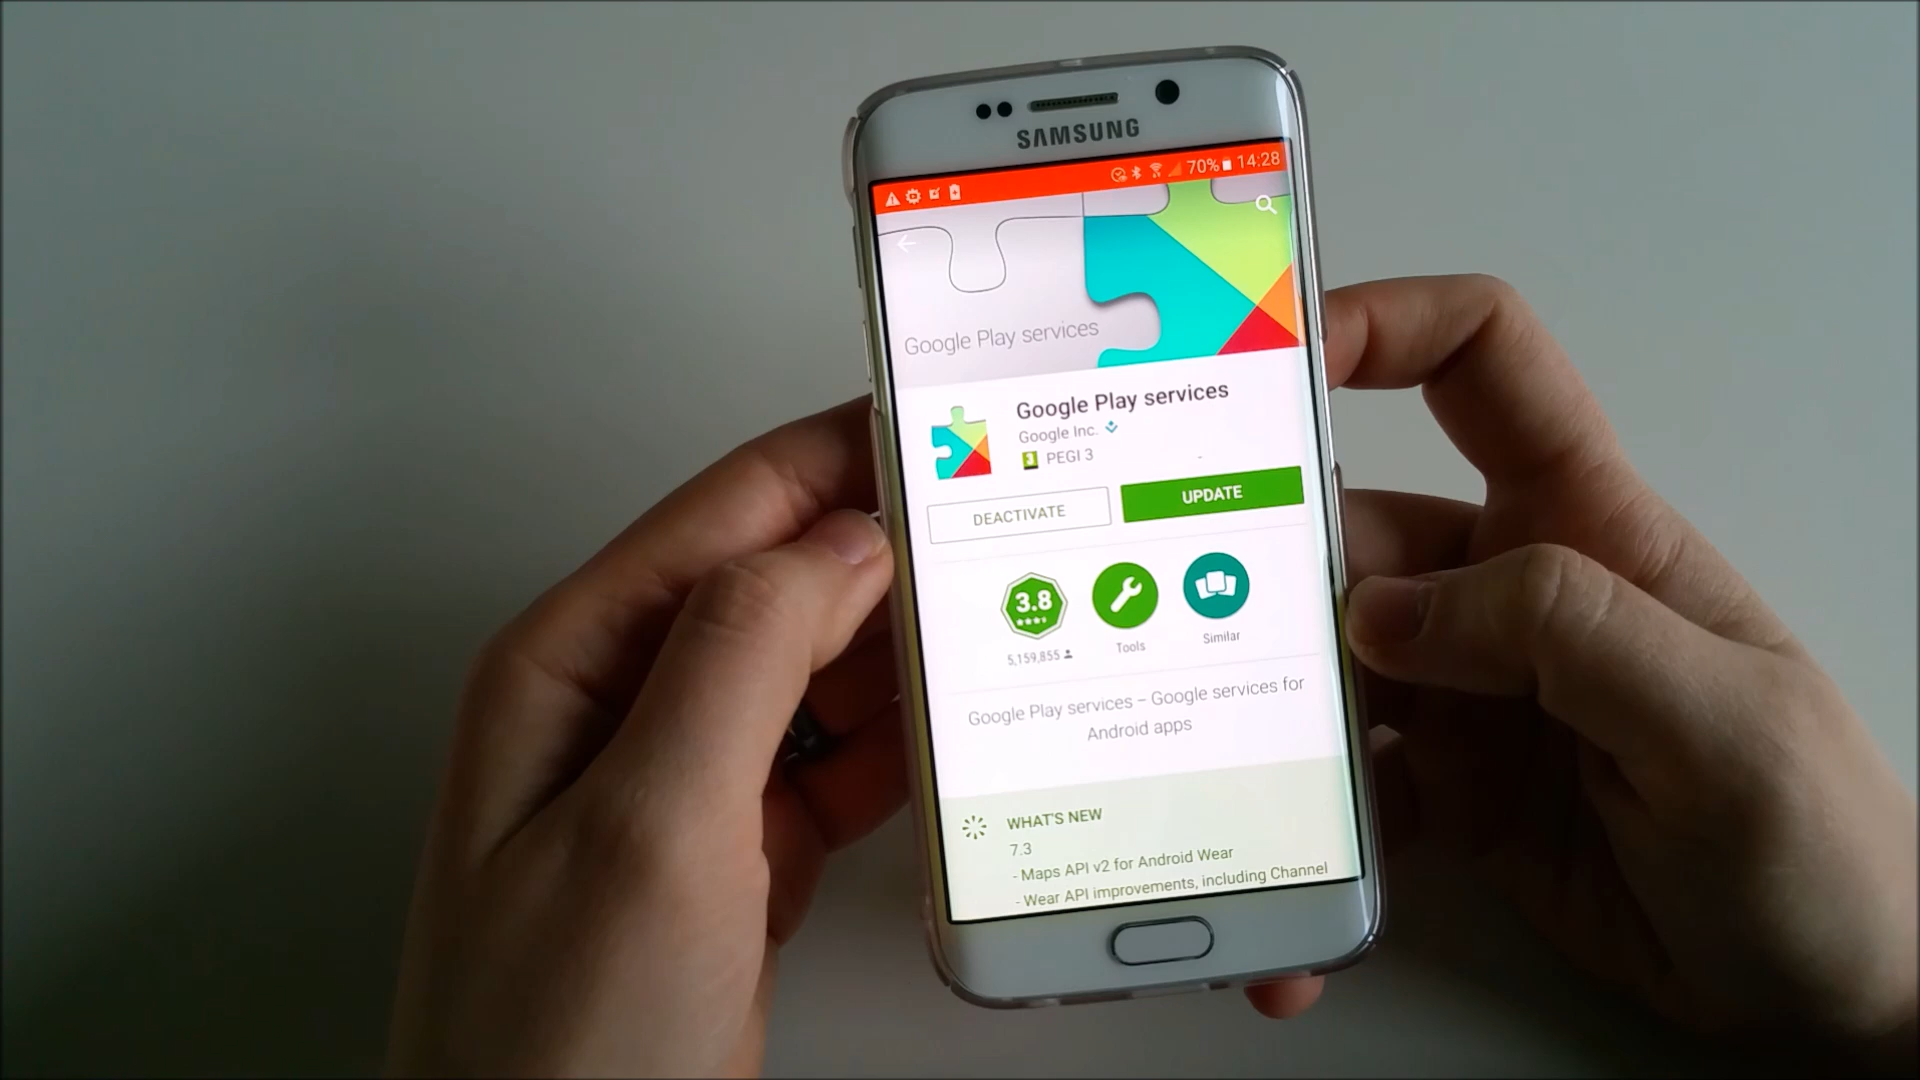 SAMSUNG
70% 14:28
Google Play services
Google Play services
Google Inc.
3 PEGI 3
DEACTIVATE
UPDATE
3.8
5,159,855
Tools
Similar
Google Play services – Google services for
Android apps
WHAT'S NEW
7.3
- Maps API v2 for Android Wear
- Wear API improvements, including Channel